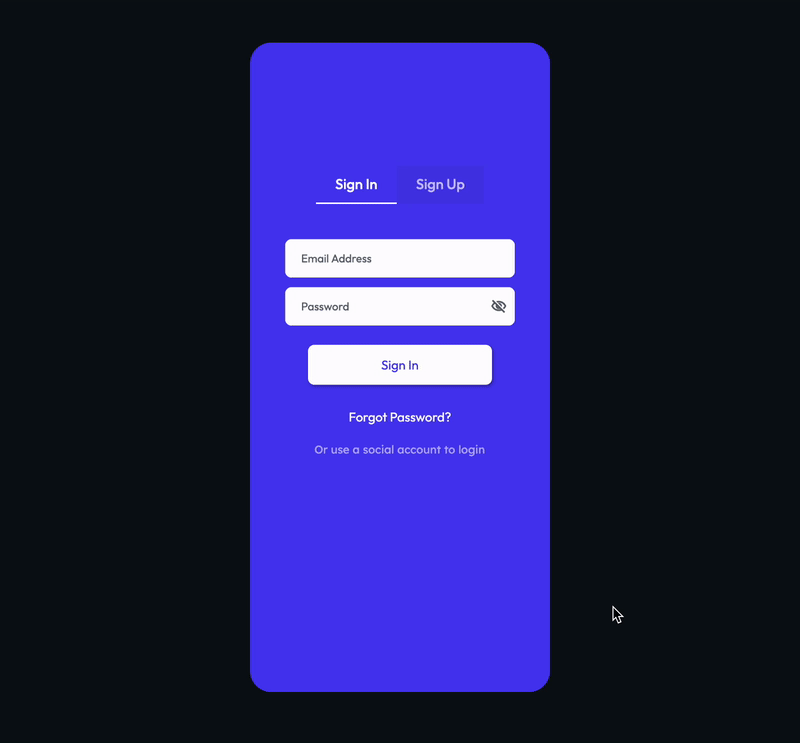 Sign In Sign Up
Email Address
Password
Sign In
Forgot Password?
Or use a social account to login